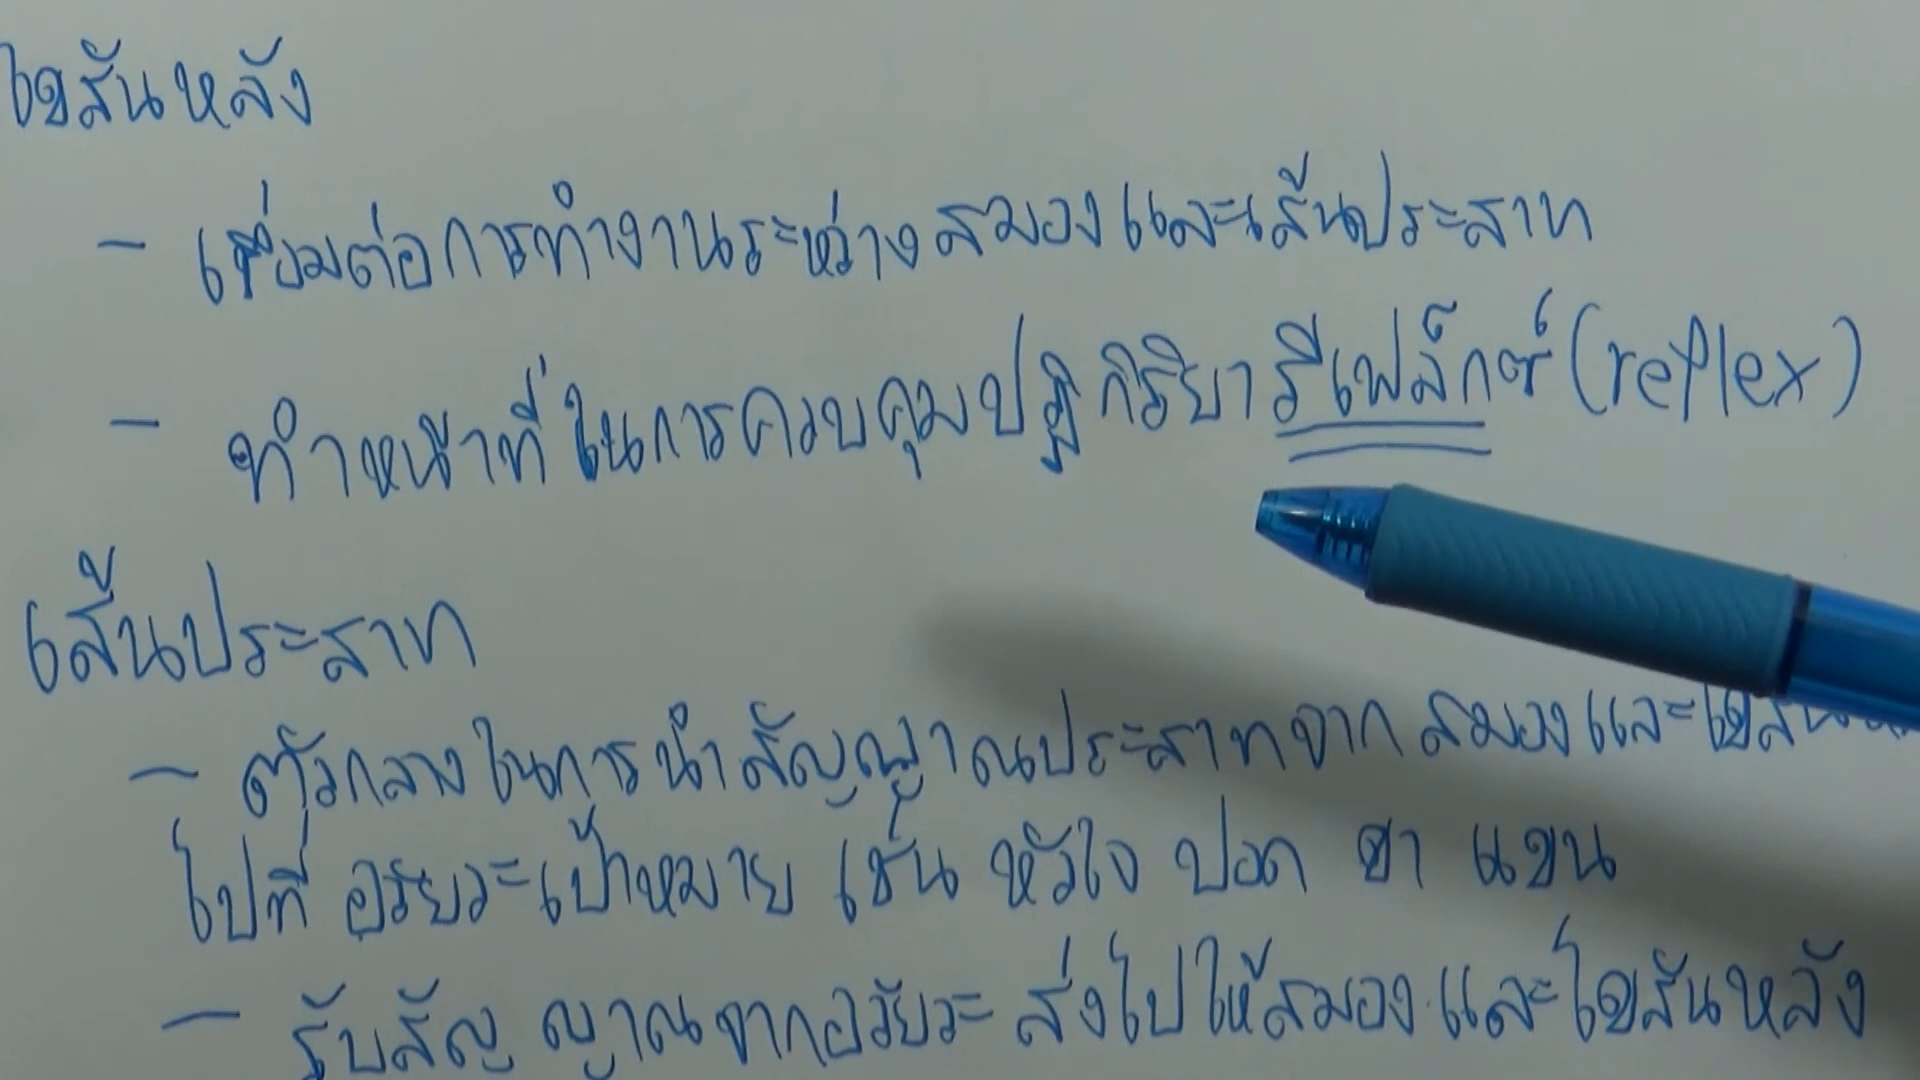 ไขสันหลัง
- เชื่อมต่อการทำงานระหว่างสมองและเส้นประสาท
- ทำหน้าที่ในการควบคุมปฏิกิริยารีเฟล็กซ์ (reflex)
เส้นประสาท
- ตัวกลางในการนำสัญญาณประสาทจากสมองและไขสันหลัง
ไปที่ อวัยวะเป้าหมาย เช่น หัวใจ ปอด ขา แขน
- รับสัญญาณจากอวัยวะ ส่งไปให้สมองและไขสันหลัง